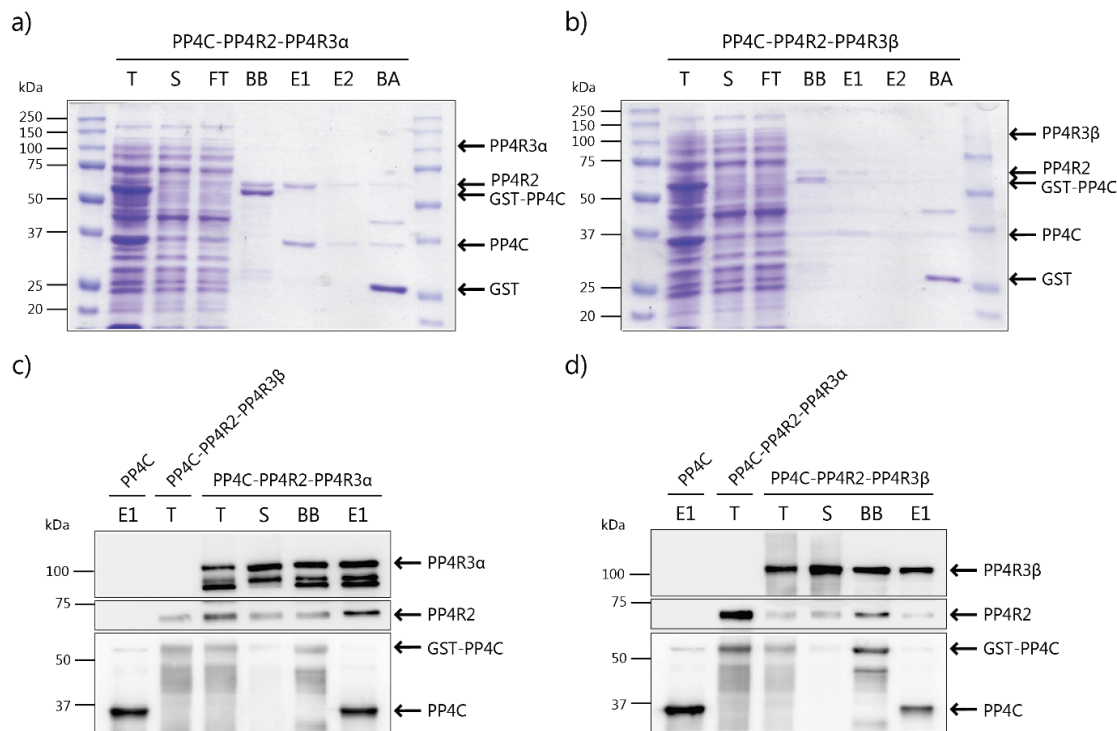 a)
PP4C-PP4R2-PP4R3α
T S FT BB E1 E2 BA
kDa
250
150
100
75
50
37
25
20
PP4R3α
PP4R2
GST-PP4C
PP4C
GST
b)
PP4C-PP4R2-PP4R3β
T S FT BB E1 E2 BA
kDa
250
150
100
75
50
37
25
20
PP4R3β
PP4R2
GST-PP4C
PP4C
GST
c)
PP4C
PP4C-PP4R2-PP4R3β
PP4C-PP4R2-PP4R3α
E1 T T S BB E1
kDa
100
75
50
37
PP4R3α
PP4R2
GST-PP4C
PP4C
d)
PP4C
PP4C-PP4R2-PP4R3α
PP4C-PP4R2-PP4R3β
E1 T T S BB E1
kDa
100
75
50
37
PP4R3β
PP4R2
GST-PP4C
PP4C